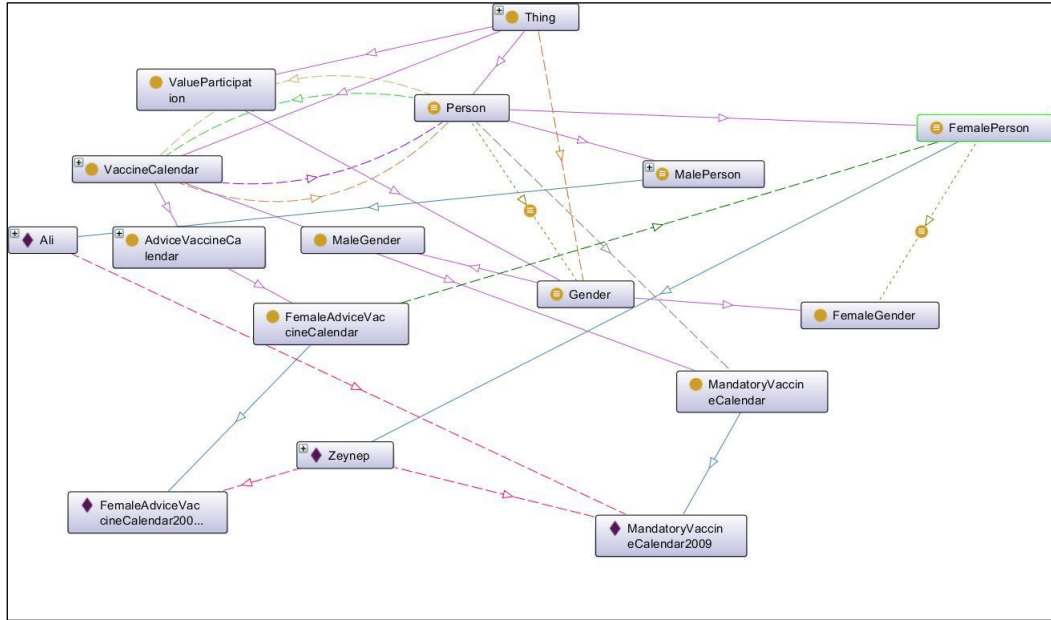 Thing
ValueParticipat
ion
Person
FemalePerson
VaccineCalendar
MalePerson
Ali
AdviceVaccineCa
lendar
MaleGender
Gender
FemaleGender
FemaleAdviceVac
cineCalendar
MandatoryVaccin
eCalendar
Zeynep
FemaleAdviceVac
cineCalendar200...
MandatoryVaccin
eCalendar2009